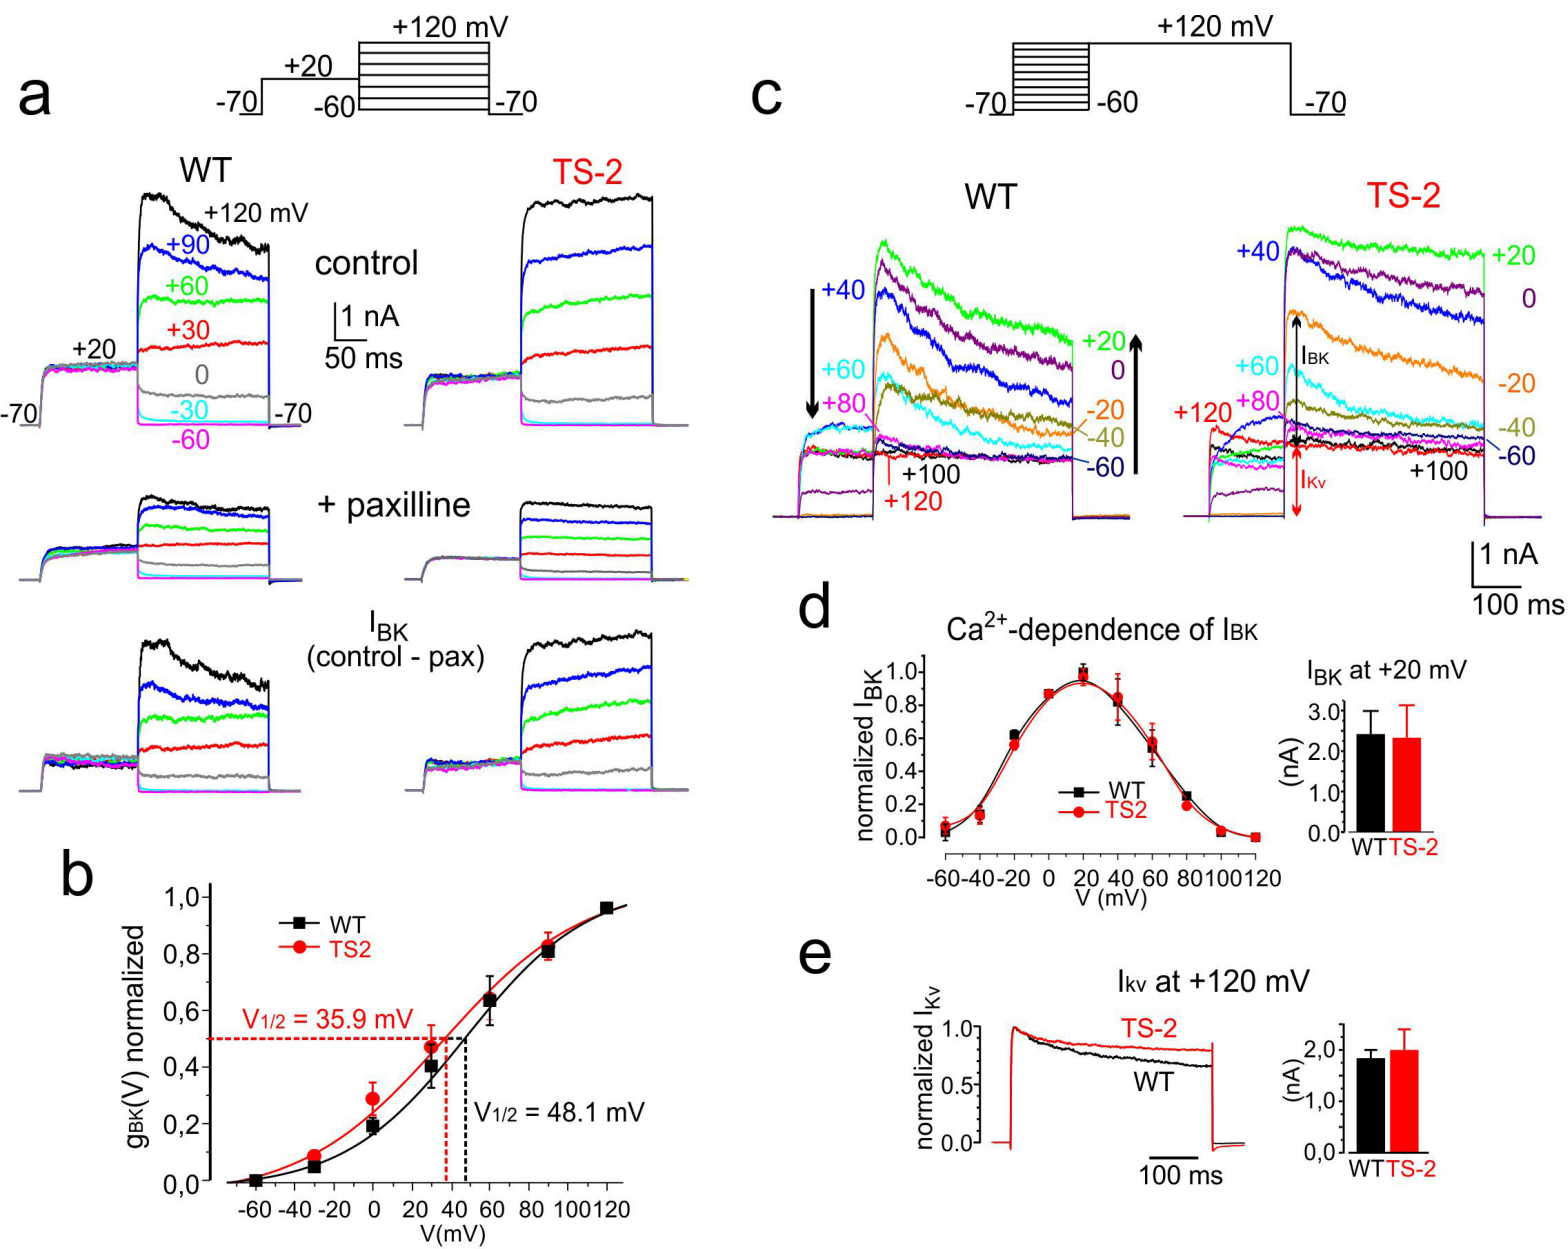 a
+120 mV
+20
-70
-60
-70
WT
TS-2
+120 mV
+90
+60
+30
+20
0
-30
-60
-70
-70
control
1 nA
50 ms
+ paxilline
IBK
(control - pax)
b
gBK(V) normalized
1,0
0,8
0,6
0,4
0,2
0,0
WT
TS2
V1/2 = 35.9 mV
V1/2 = 48.1 mV
-60 -40 -20 0 20 40 60 80 100 120
V(mV)
c
+120 mV
-70
-60
-70
WT
TS-2
+40
+60
+80
+100
+120
+20
0
-20
-40
-60
+40
+60
+80
+120
IBK
IKv
+20
0
-20
-40
-60
+100
1 nA
100 ms
d
Ca2+-dependence of IBK
normalized IBK
1.0
0.8
0.6
0.4
0.2
0.0
WT
TS2
-60 -40 -20 0 20 40 60 80 100 120
V (mV)
IBK at +20 mV
(nA)
3.0
2.0
1.0
0.0
WT TS-2
e
Ikv at +120 mV
normalized IKv
1.0
0.5
0.0
TS-2
WT
100 ms
(nA)
2,0
1,0
0,0
WT TS-2